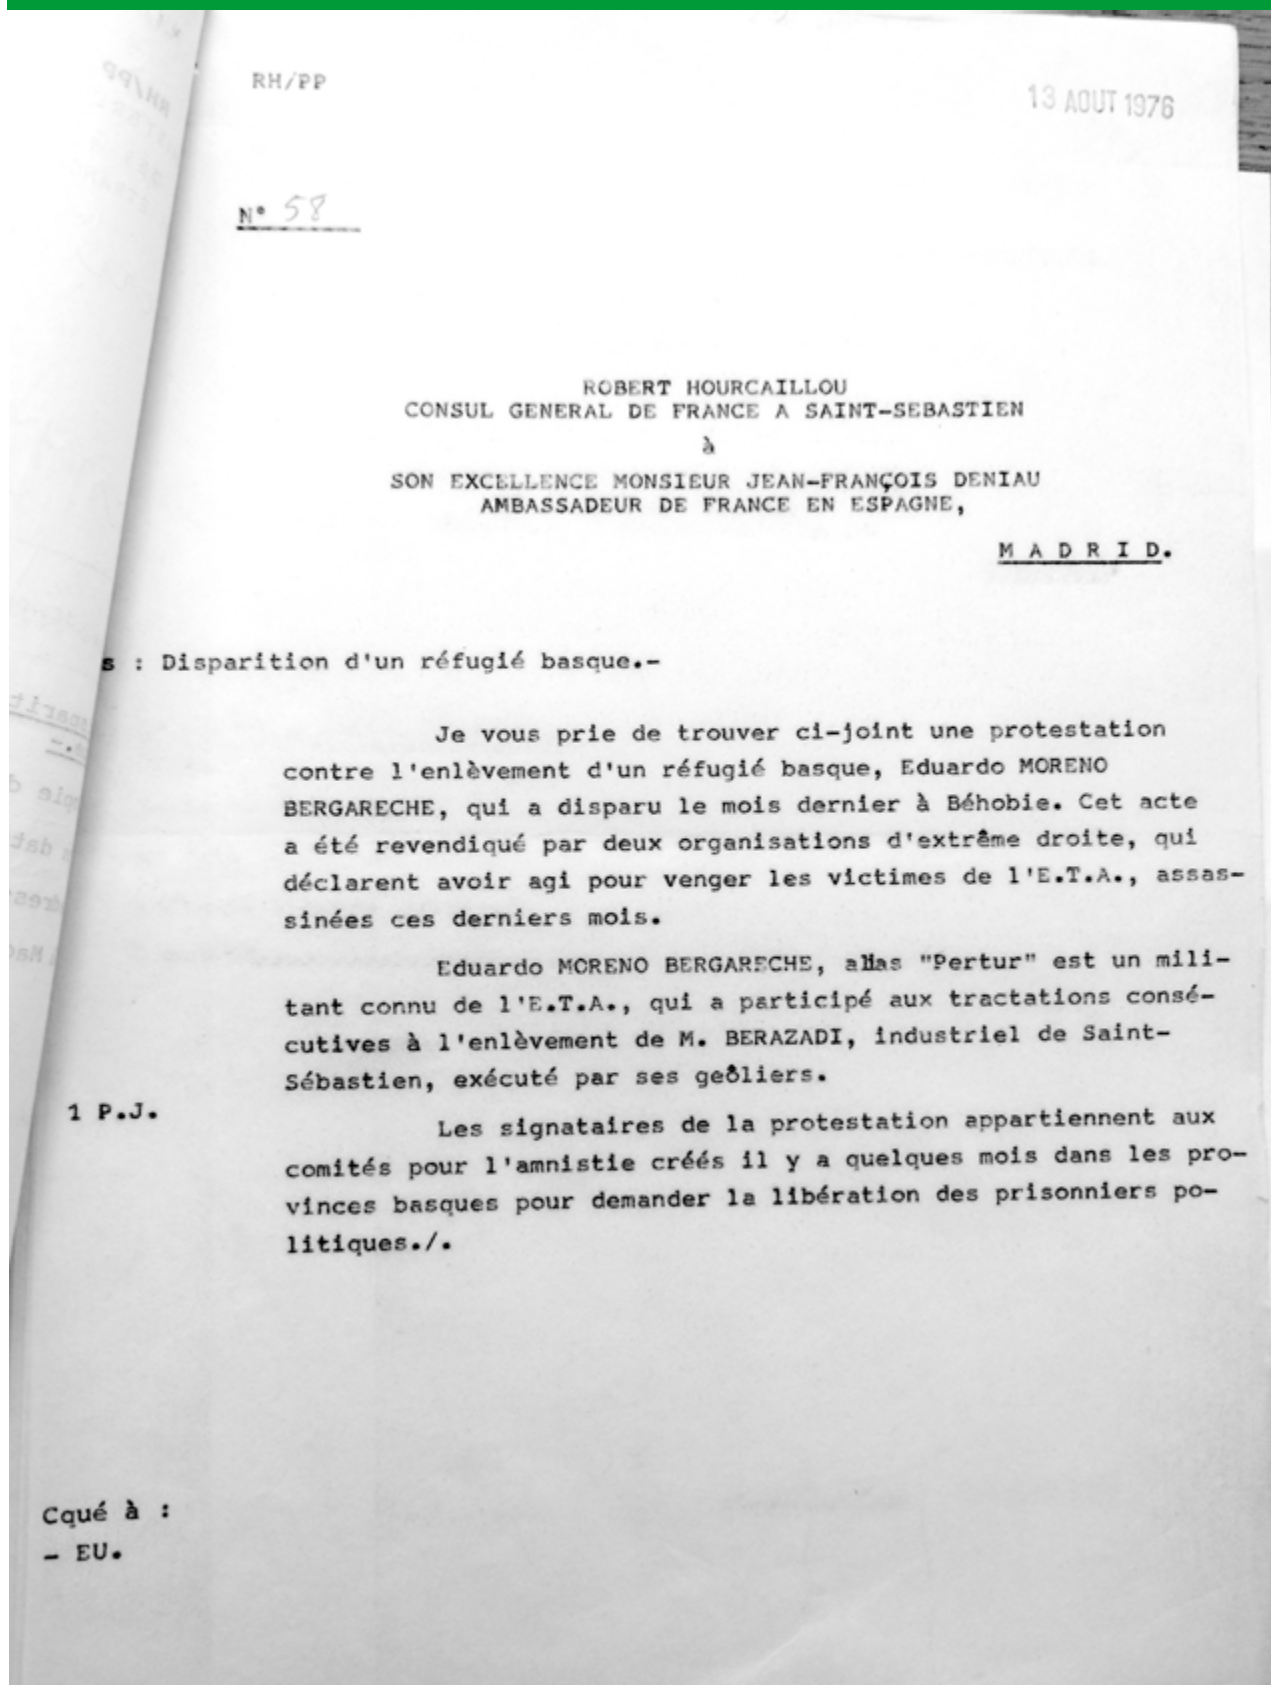 RH/PP
13 AOUT 1976
N° 58
ROBERT HOURCAILLOU
CONSUL GENERAL DE FRANCE A SAINT-SEBASTIEN
à
SON EXCELLENCE MONSIEUR JEAN-FRANÇOIS DENIAU
AMBASSADEUR DE FRANCE EN ESPAGNE,
M A D R I D.
s : Disparition d'un réfugié basque.-
Je vous prie de trouver ci-joint une protestation
contre l'enlèvement d'un réfugié basque, Eduardo MORENO
BERGARECHE, qui a disparu le mois dernier à Béhobie. Cet acte
a été revendiqué par deux organisations d'extrême droite, qui
déclarent avoir agi pour venger les victimes de l'E.T.A., assas-
sinées ces derniers mois.
Eduardo MORENO BERGARECHE, alias "Pertur" est un mili-
tant connu de l'E.T.A., qui a participé aux tractations consé-
cutives à l'enlèvement de M. BERAZADI, industriel de Saint-
Sébastien, exécuté par ses geôliers.
1 P.J.
Les signataires de la protestation appartiennent aux
comités pour l'amnistie créés il y a quelques mois dans les pro-
vinces basques pour demander la libération des prisonniers po-
litiques./.
Cqué à :
- EU.